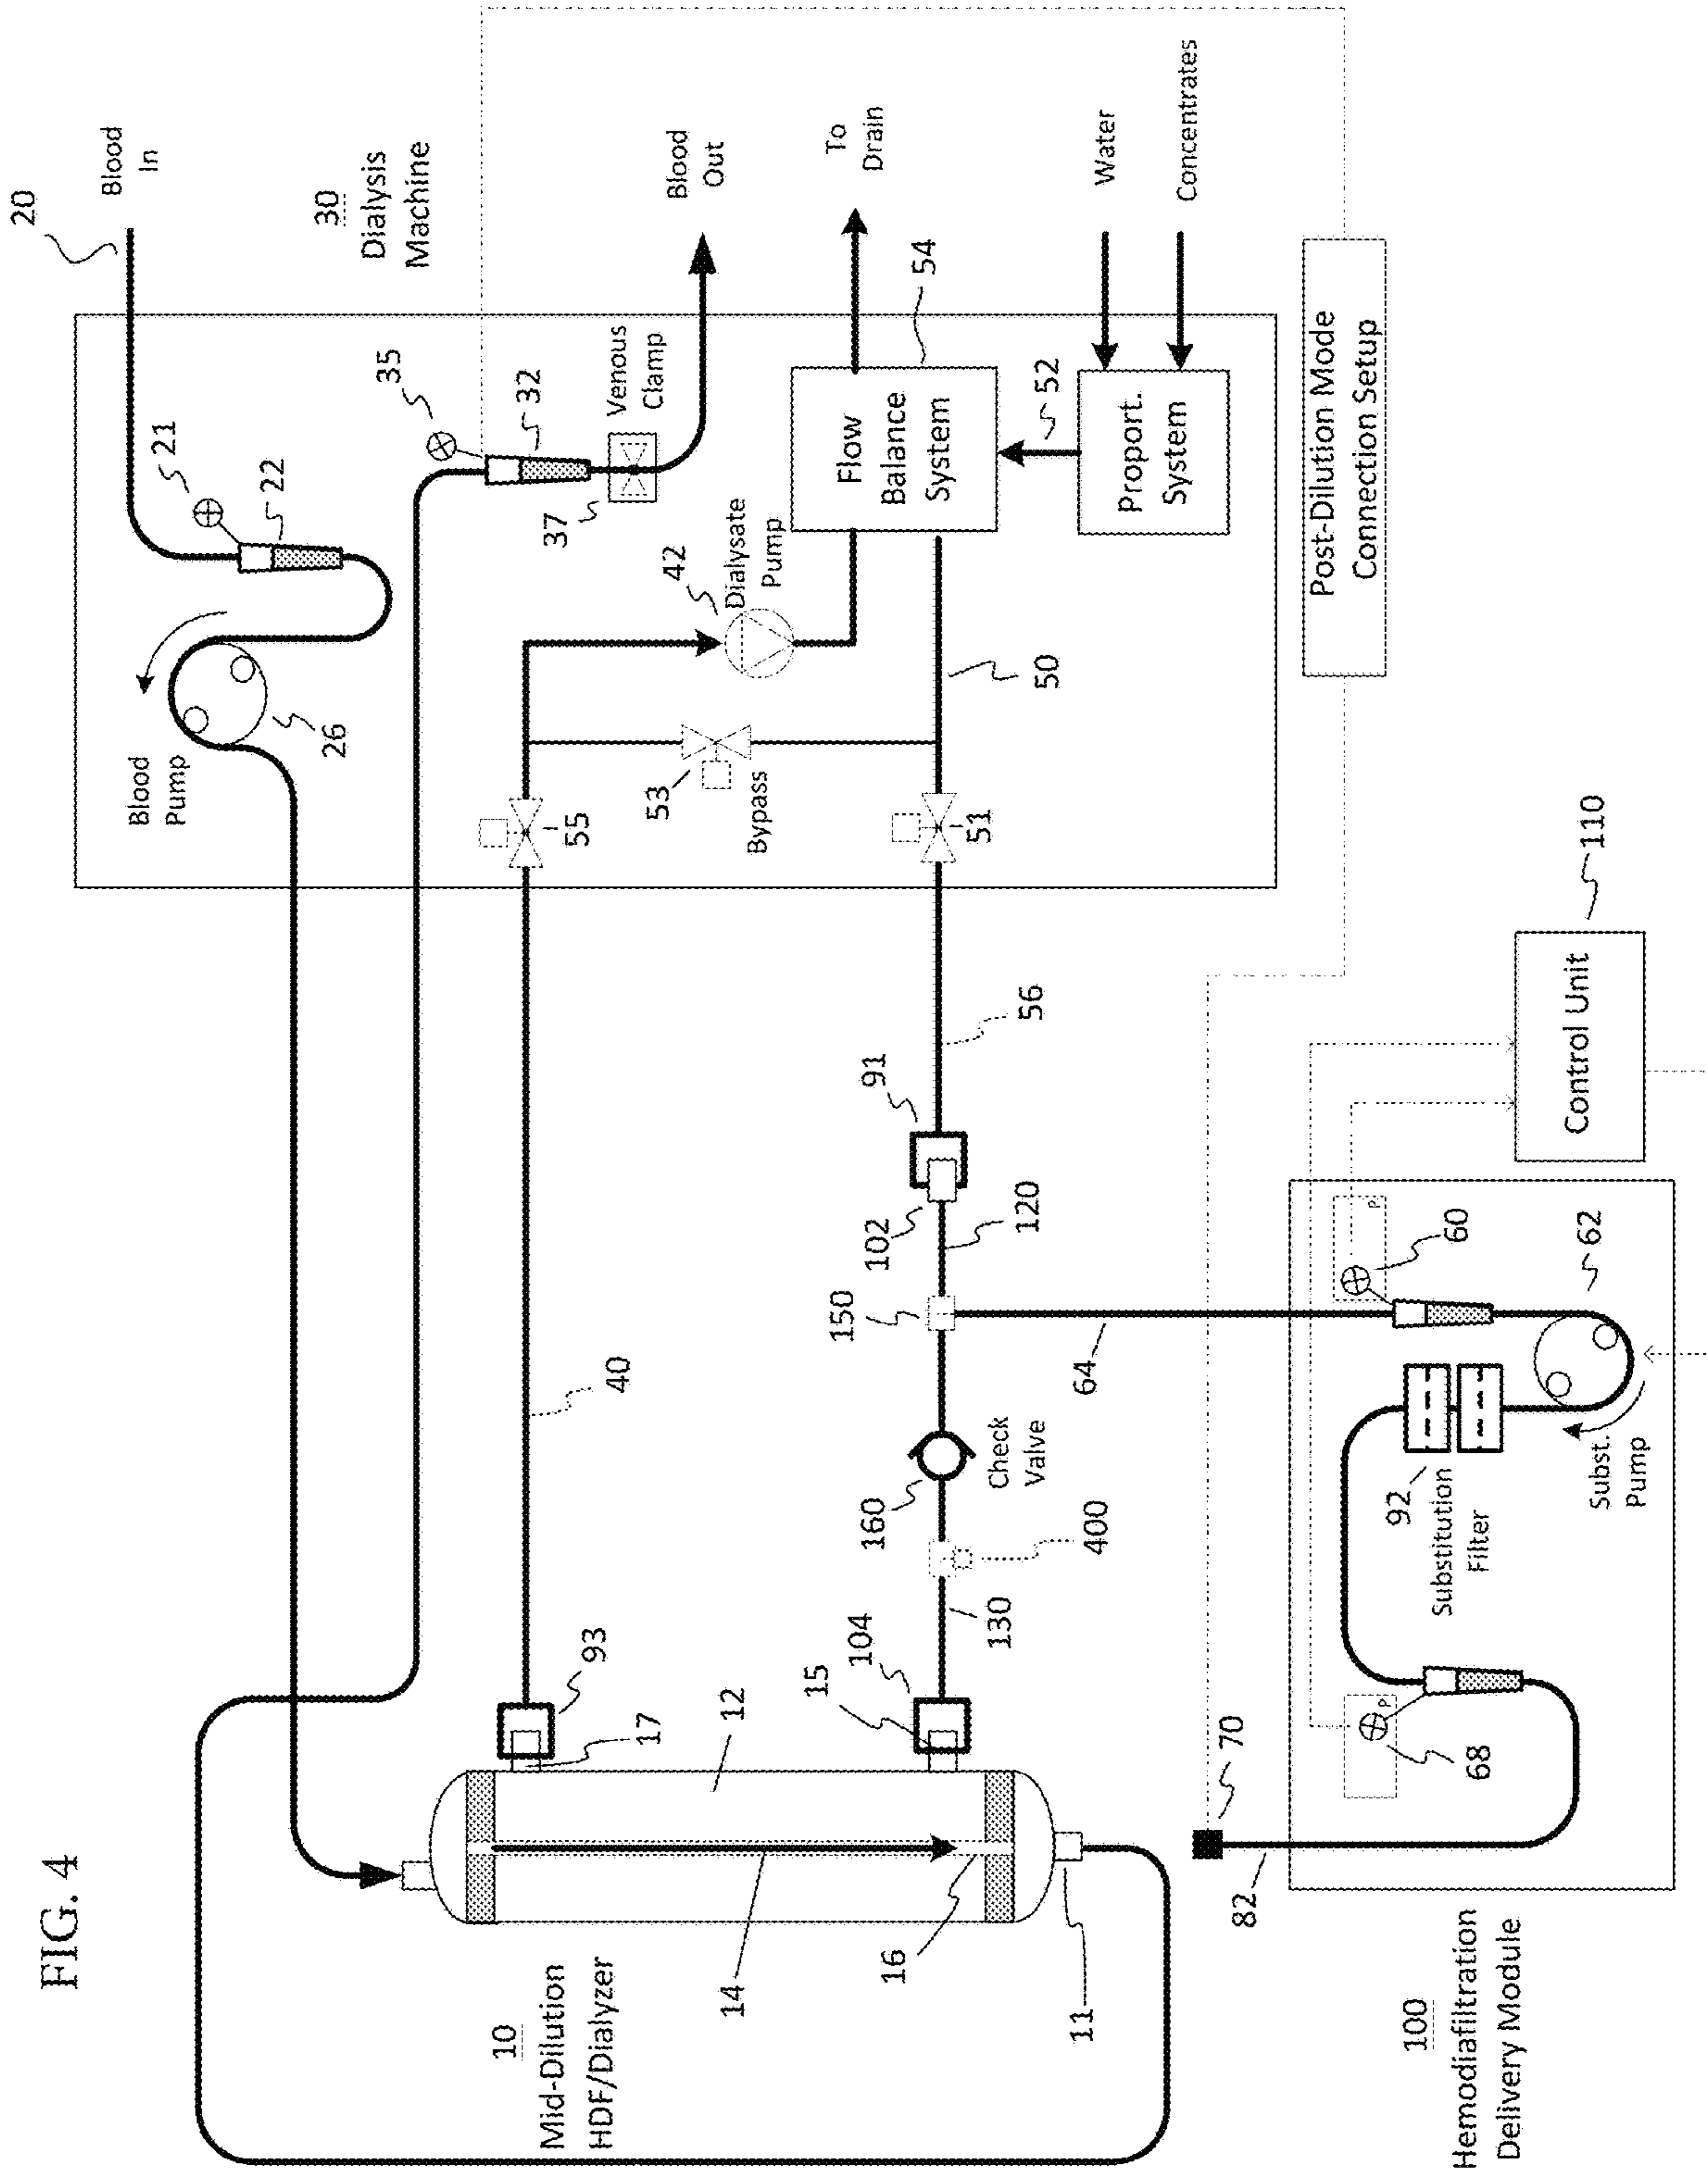 FIG. 4
20
Blood
In
30
Dialysis
Machine
21
22
35
32
Blood
Pump
26
Venous
Clamp
37
Blood
Out
42
Dialysate
Pump
53
Bypass
55
51
50
Flow
Balance
System
54
To
Drain
52
Proport.
System
Water
Concentrates
Post-Dilution Mode
Connection Setup
40
93
17
12
15
104
14
16
11
10
Mid-Dilution
HDF/Dialyzer
130
400
160
Check
Valve
150
102
120
91
56
64
110
Control Unit
P
60
62
Subst.
Pump
92
Substitution
Filter
P
68
70
82
100
Hemodiafiltration
Delivery Module